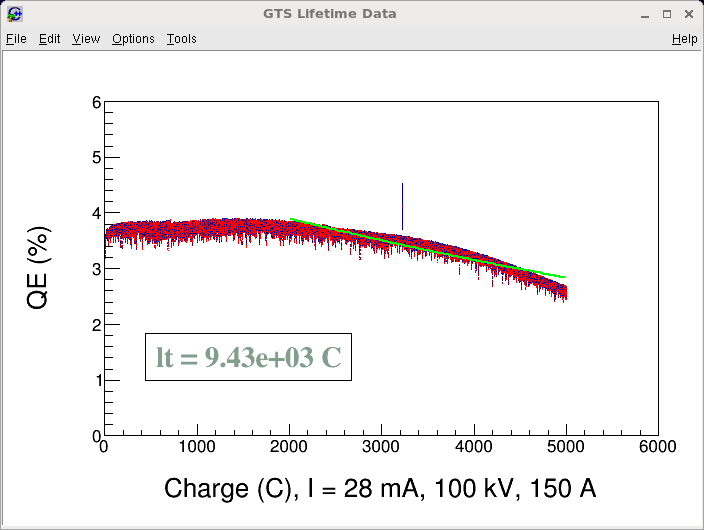 GTS Lifetime Data
File Edit View Options Tools Help
6
5
4
3
2
1
0
QE (%)
lt = 9.43e+03 C
0 1000 2000 3000 4000 5000 6000
Charge (C), I = 28 mA, 100 kV, 150 A